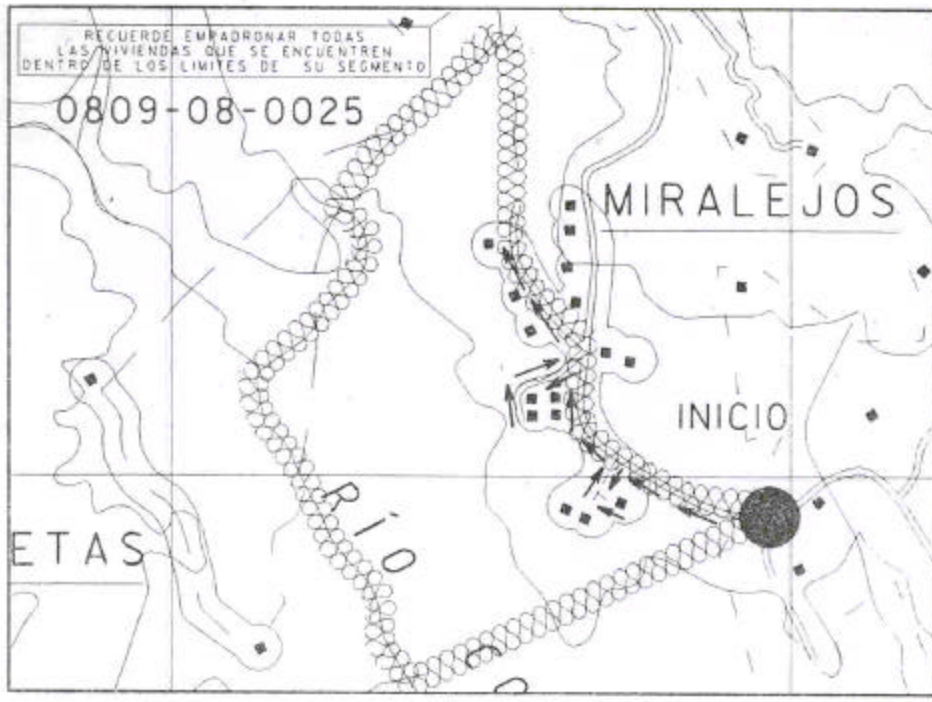 RECUERDE EMPADRONAR TODAS
LAS VIVIENDAS QUE SE ENCUENTREN
DENTRO DE LOS LIMITES DE SU SEGMENTO
0809-08-0025
MIRALEJOS
INICIO
RÍO
ETAS
C
O